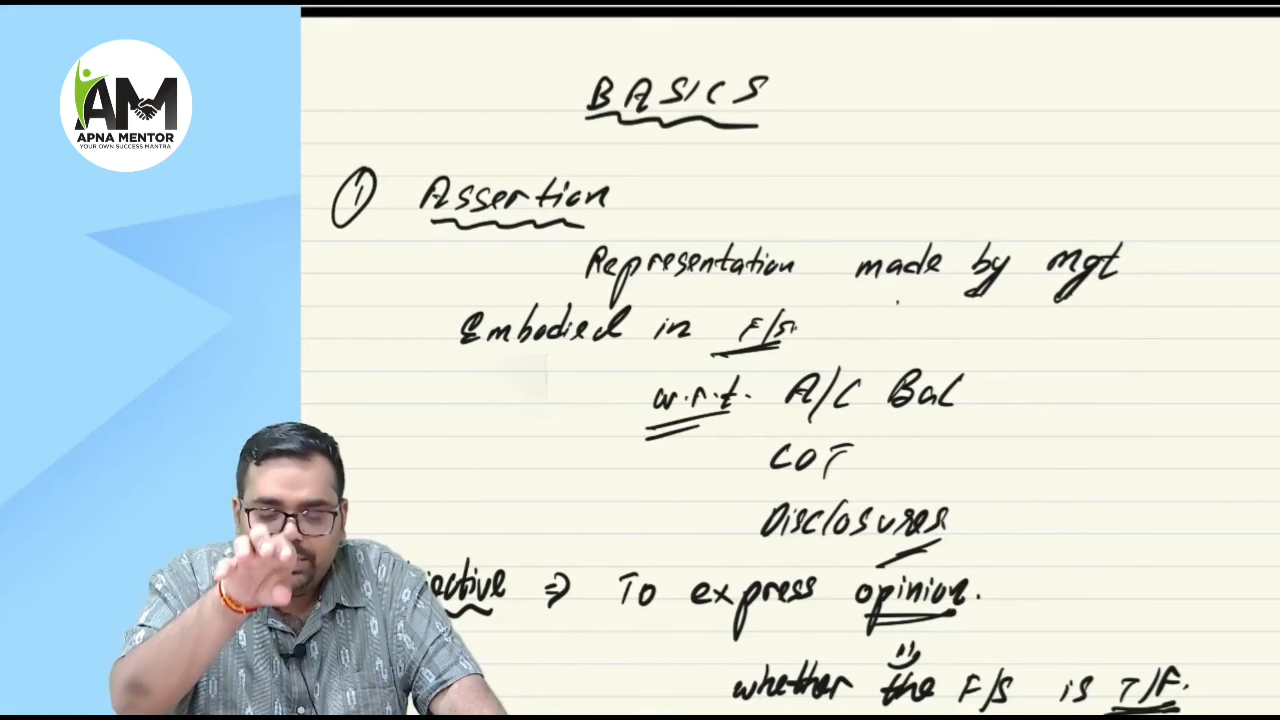 AM
APNA MENTOR
YOUR OWN SUCCESS MANTRA
BASICS
① Assertion
Representation made by Mgt
Embodied in F/S.
w.r.t. A/C Bal
COT
Disclosures
jective ⇒ To express opinion.
whether the F/S is T/F.